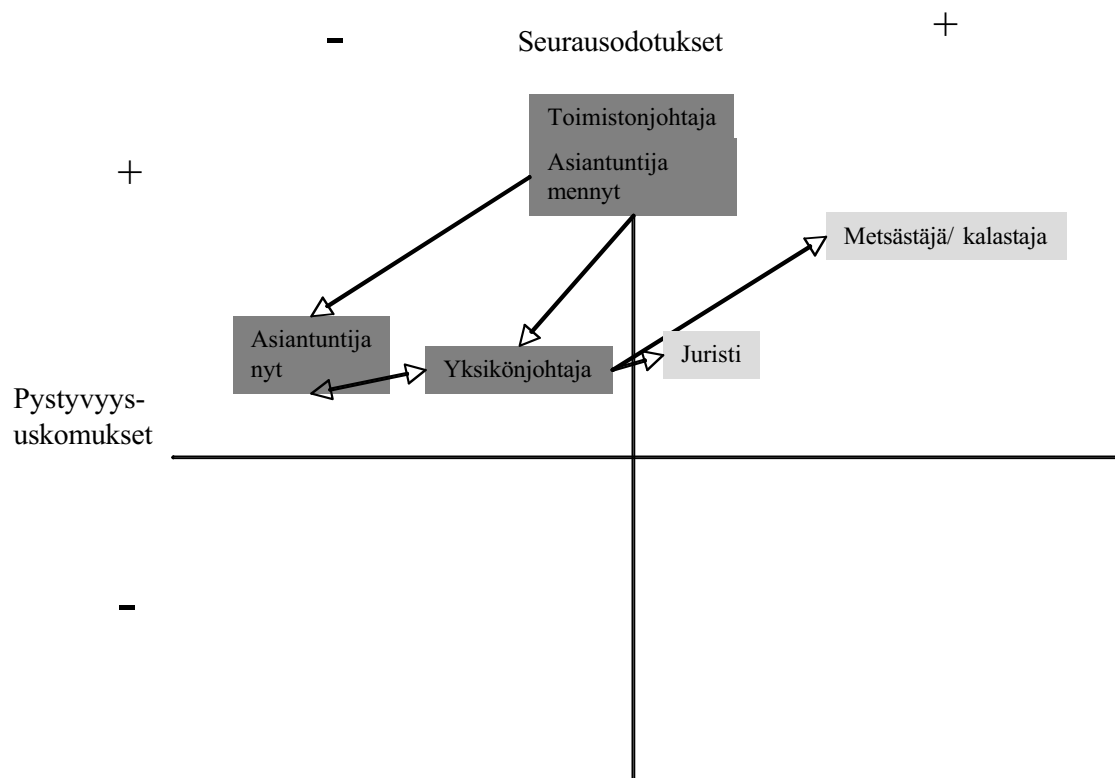 -
Seurausodotukset
+
Toimistonjohtaja
Asiantuntija
mennyt
+
Metsästäjä/ kalastaja
Asiantuntija
nyt
Yksikönjohtaja
Juristi
Pystyvyys-
uskomukset
-